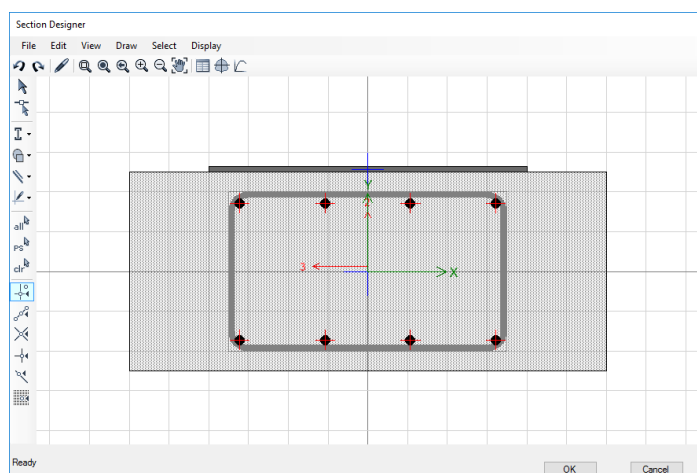 Section Designer
File Edit View Draw Select Display
all
PS
clr
Y
2
3
X
Ready
OK Cancel